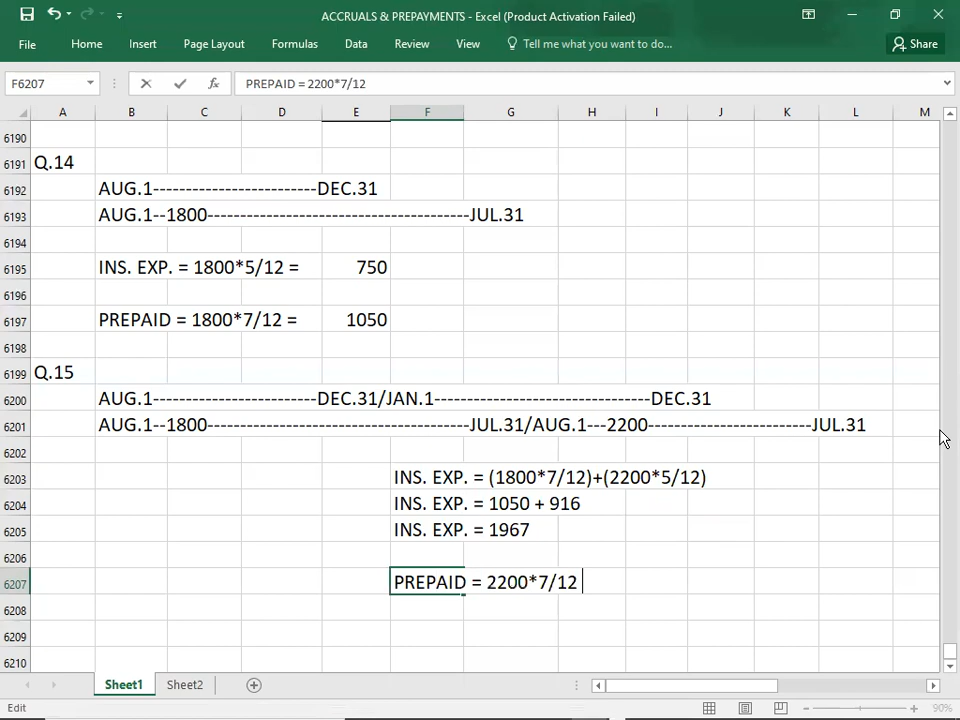 ACCRUALS & PREPAYMENTS - Excel (Product Activation Failed)
File Home Insert Page Layout Formulas Data Review View Tell me what you want to do... Share
F6207 fx PREPAID = 2200*7/12
A B C D E F G H I J K L M
6190
6191 Q.14
6192 AUG.1-------------------------DEC.31
6193 AUG.1--1800----------------------------------------JUL.31
6194
6195 INS. EXP. = 1800*5/12 = 750
6196
6197 PREPAID = 1800*7/12 = 1050
6198
6199 Q.15
6200 AUG.1-------------------------DEC.31/JAN.1---------------------------------DEC.31
6201 AUG.1--1800----------------------------------------JUL.31/AUG.1---2200-------------------------JUL.31
6202
6203 INS. EXP. = (1800*7/12)+(2200*5/12)
6204 INS. EXP. = 1050 + 916
6205 INS. EXP. = 1967
6206
6207 PREPAID = 2200*7/12
6208
6209
6210
Sheet1 Sheet2
Edit 90%